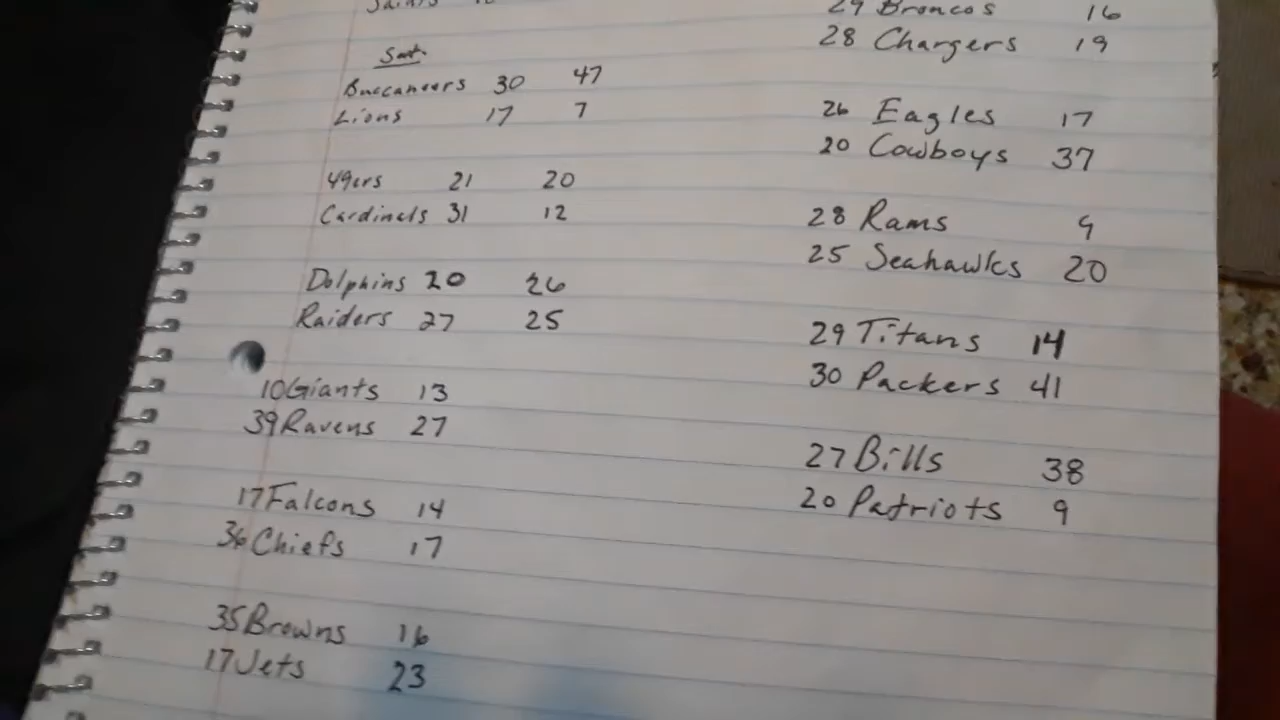 Saints
Sat.
Buccaneers 30 47
Lions 17 7
49ers 21 20
Cardinals 31 12
Dolphins 20 26
Raiders 27 25
10 Giants 13
39 Ravens 27
17 Falcons 14
36 Chiefs 17
35 Browns 16
17 Jets 23
29 Broncos 16
28 Chargers 19
26 Eagles 17
20 Cowboys 37
28 Rams 9
25 Seahawks 20
29 Titans 14
30 Packers 41
27 Bills 38
20 Patriots 9